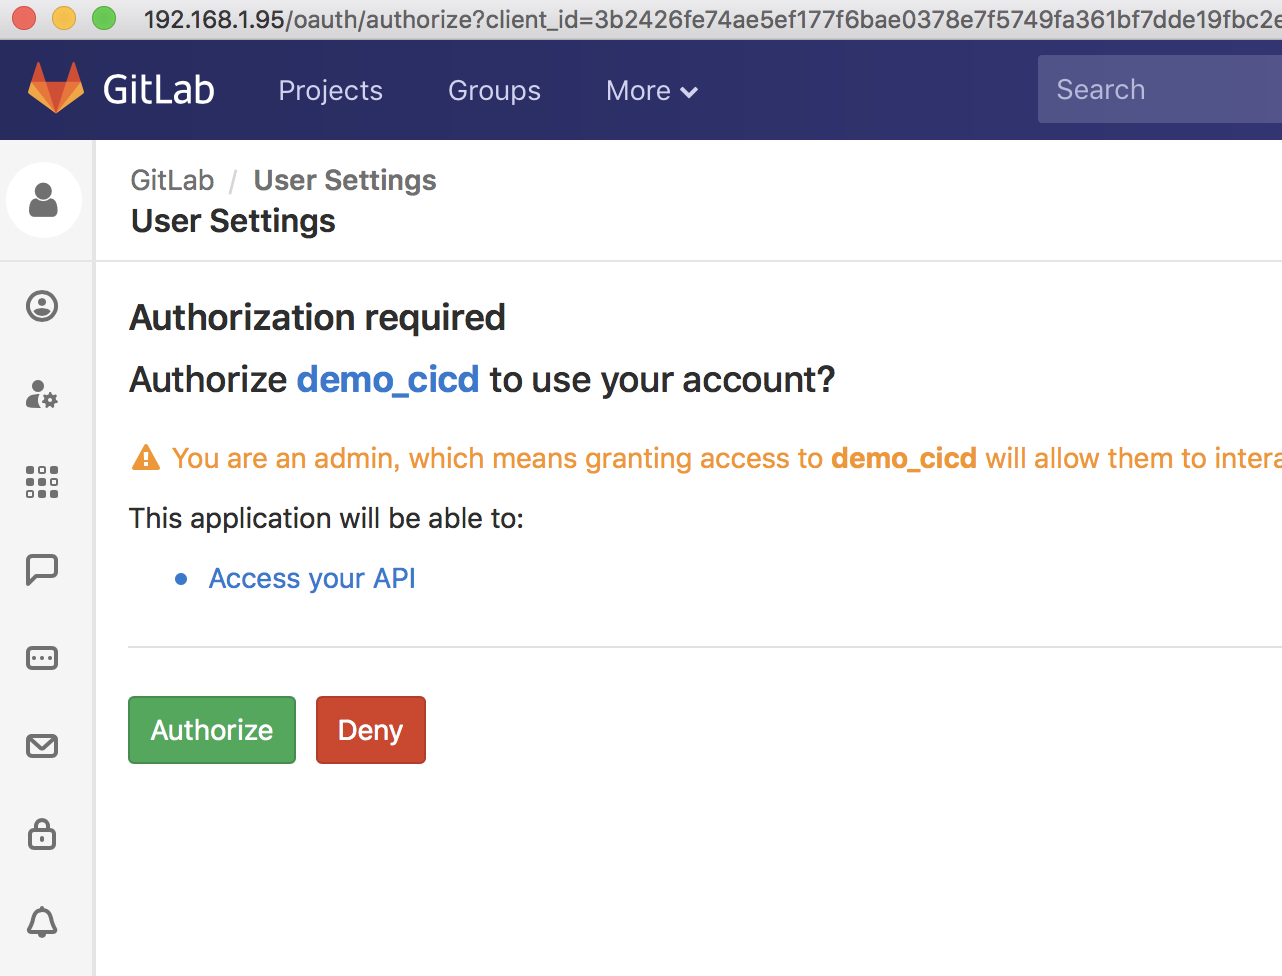 192.168.1.95/oauth/authorize?client_id=3b2426fe74ae5ef177f6bae0378e7f5749fa361bf7dde19fbc2e
GitLab Projects Groups More Search
GitLab / User Settings
User Settings
Authorization required
Authorize demo_cicd to use your account?
You are an admin, which means granting access to demo_cicd will allow them to intera
This application will be able to:
• Access your API
Authorize Deny